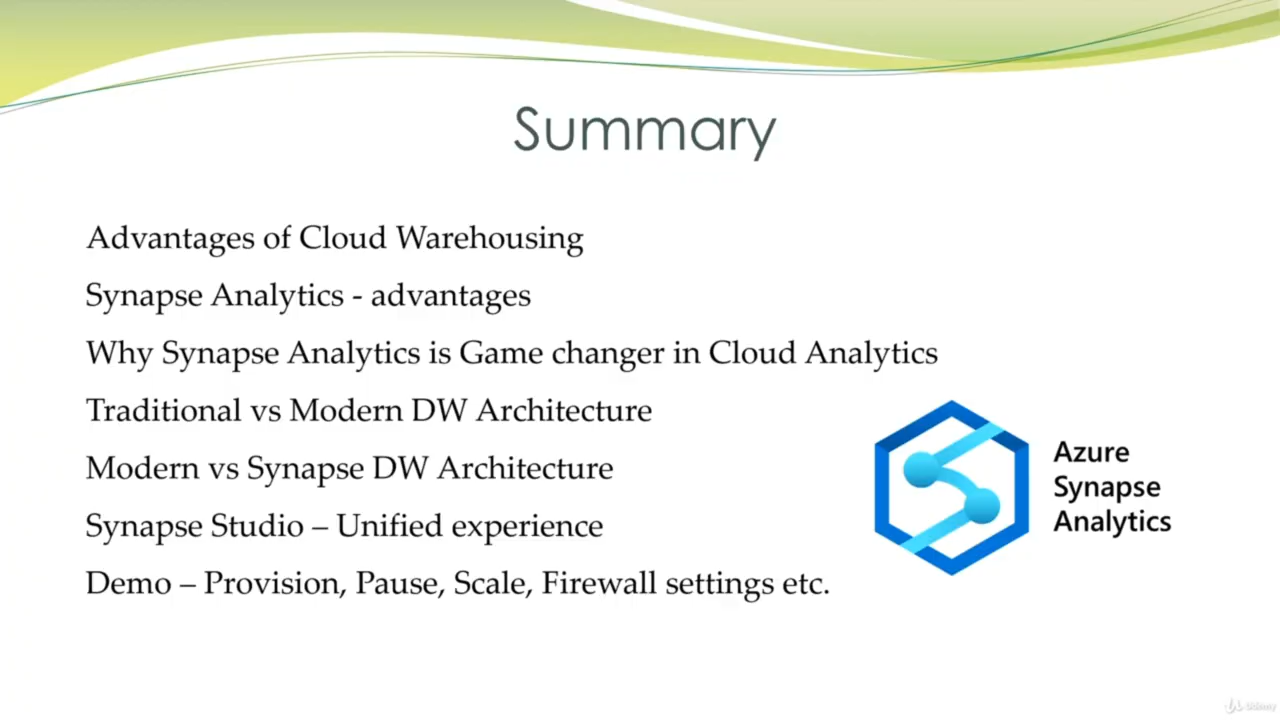 Summary
Advantages of Cloud Warehousing
Synapse Analytics - advantages
Why Synapse Analytics is Game changer in Cloud Analytics
Traditional vs Modern DW Architecture
Modern vs Synapse DW Architecture
Synapse Studio – Unified experience
Demo – Provision, Pause, Scale, Firewall settings etc.
Azure
Synapse
Analytics
Udemy